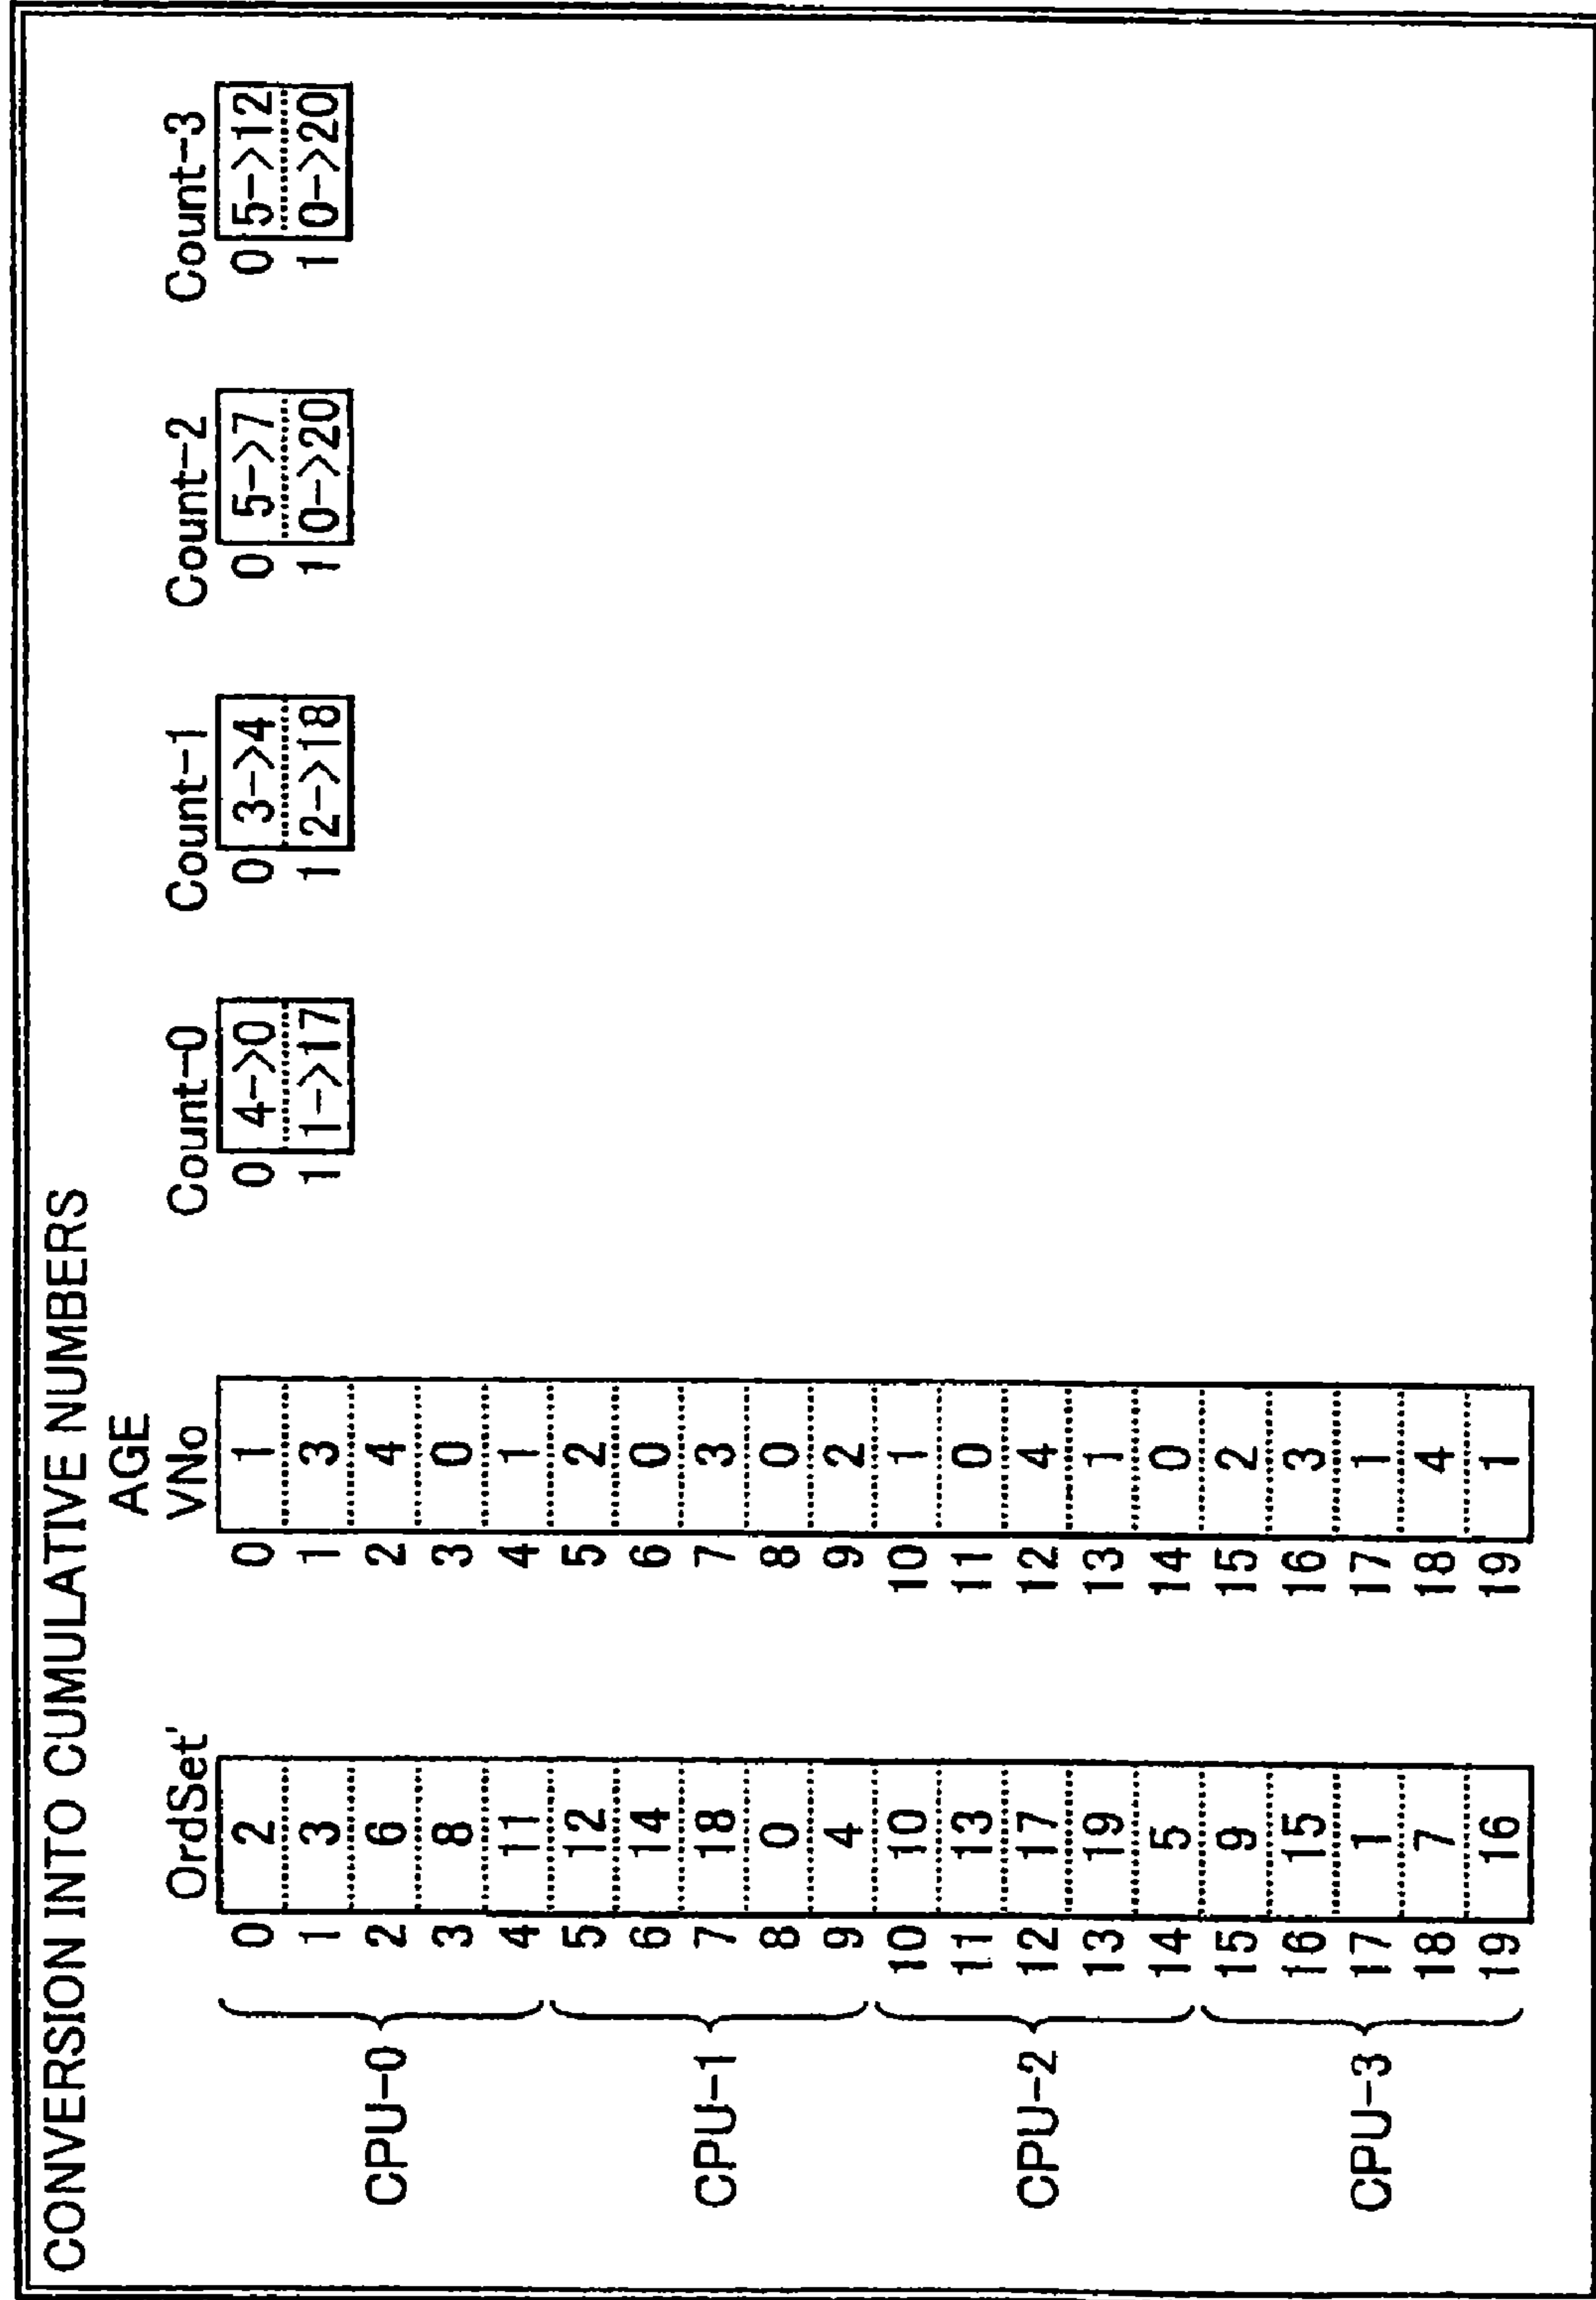 CONVERSION INTO CUMULATIVE NUMBERS
AGE
OrdSet' VNo Count-0 Count-1 Count-2 Count-3
0 2 0 1 0 4->0 0 3->4 0 5->7 0 5->12
1 3 1 3 1 1->17 1 2->18 1 0->20 1 0->20
CPU-0 2 6 2 4
3 8 3 0
4 11 4 1
5 12 5 2
6 14 6 0
CPU-1 7 18 7 3
8 0 8 0
9 4 9 2
10 10 10 1
11 13 11 0
CPU-2 12 17 12 4
13 19 13 1
14 5 14 0
15 9 15 2
16 15 16 3
CPU-3 17 1 17 1
18 7 18 4
19 16 19 1